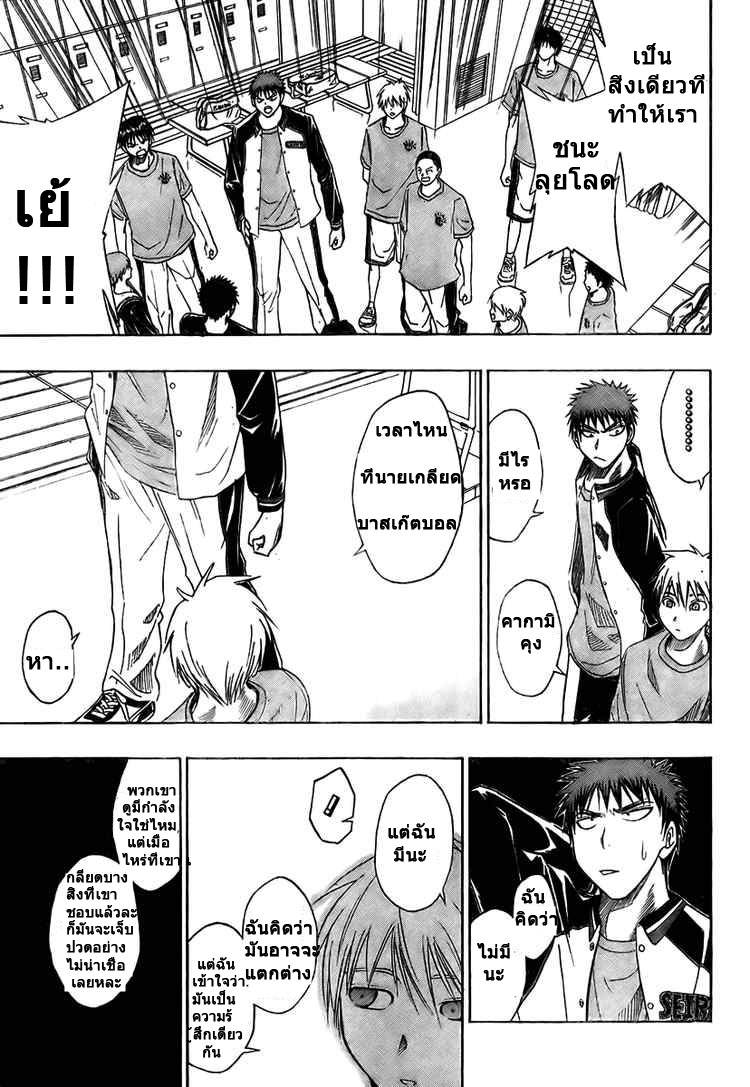 เป็น
สิ่งเดียวที่
ทำให้เรา
ชนะ
ลุยโลด
เย้
!!!
..........
มีไร
หรอ
คากามิ
คุง
เวลาไหน
ที่นายเกลียด
บาสเก๊ตบอล
หา..
ฉัน
คิดว่า
ไม่มี
นะ
!
แต่ฉัน
มีนะ
ฉันคิดว่า
มันอาจจะ
แตกต่าง
แต่ฉัน
เข้าใจว่า
มันเป็น
ความรู้
สึกเดียว
กัน
พวกเขา
ดูมีกำลัง
ใจใช่ไหม
แต่เมื่อ
ไหร่ที่เขา
กลียดบาง
สิ่งที่เขา
ชอบแล้วละ
ก็มันจะเจ็บ
ปวดอย่าง
ไม่น่าเชื่อ
เลยหละ
SEIR